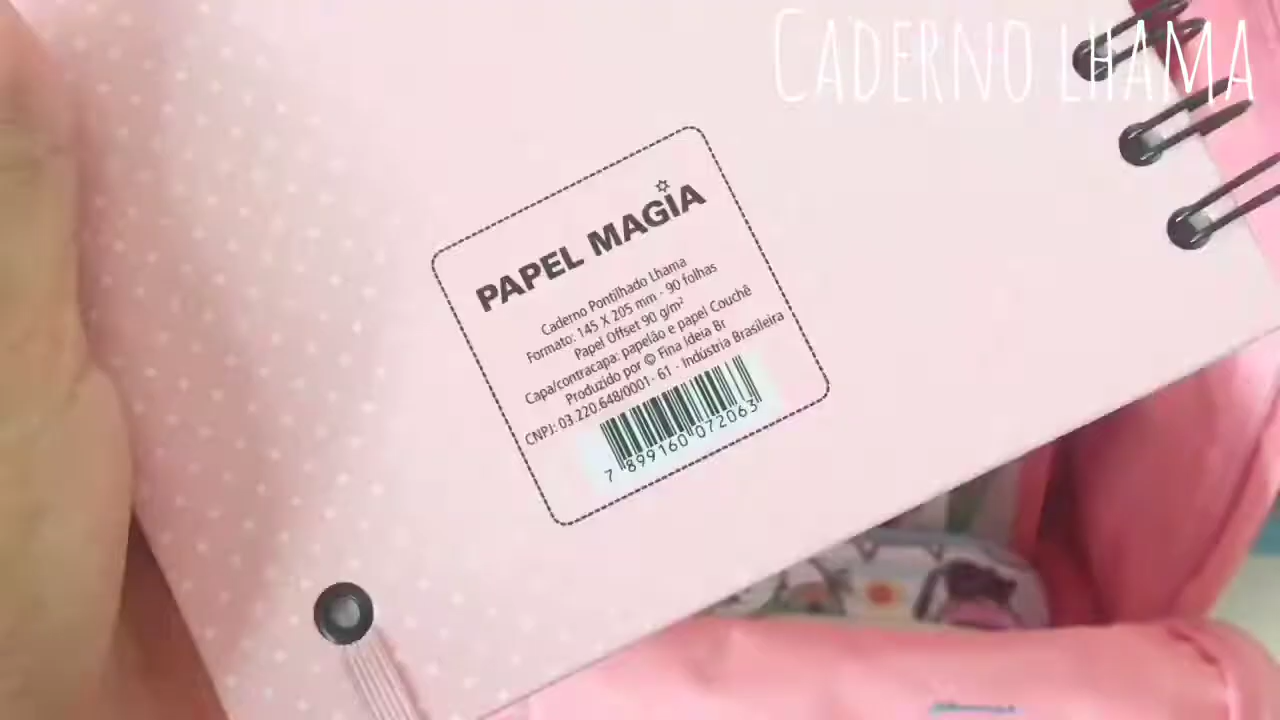 CADERNO LHAMA
PAPEL MAGIA
Caderno Pontilhado Lhama
Formato: 145 X 205 mm - 90 folhas
Papel Offset 90 g/m²
Capa/contracapa: papelão e papel Couchê
Produzido por © Fina Ideia Br
CNPJ: 03.220.648/0001-61 - Indústria Brasileira
7 899160 072063